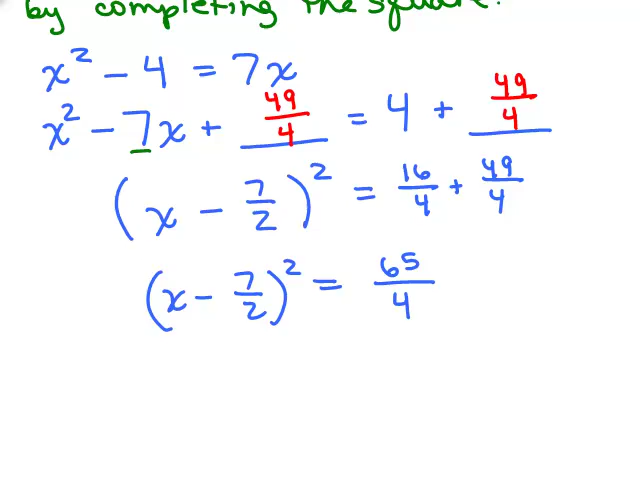 by completing the square.
x² - 4 = 7x
x² - 7x + 49/4 = 4 + 49/4
(x - 7/2)² = 16/4 + 49/4
(x - 7/2)² = 65/4